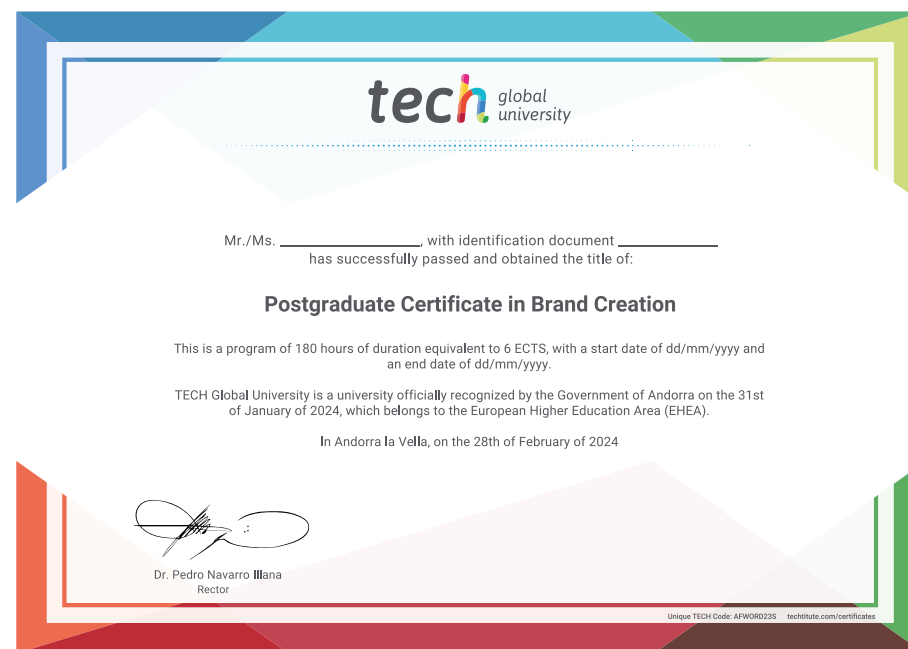 tech global
university
Mr./Ms. ____________, with identification document ____________
has successfully passed and obtained the title of:
Postgraduate Certificate in Brand Creation
This is a program of 180 hours of duration equivalent to 6 ECTS, with a start date of dd/mm/yyyy and
an end date of dd/mm/yyyy.
TECH Global University is a university officially recognized by the Government of Andorra on the 31st
of January of 2024, which belongs to the European Higher Education Area (EHEA).
In Andorra la Vella, on the 28th of February of 2024
Dr. Pedro Navarro Illana
Rector
Unique TECH Code: AFWORD23S techtitute.com/certificates